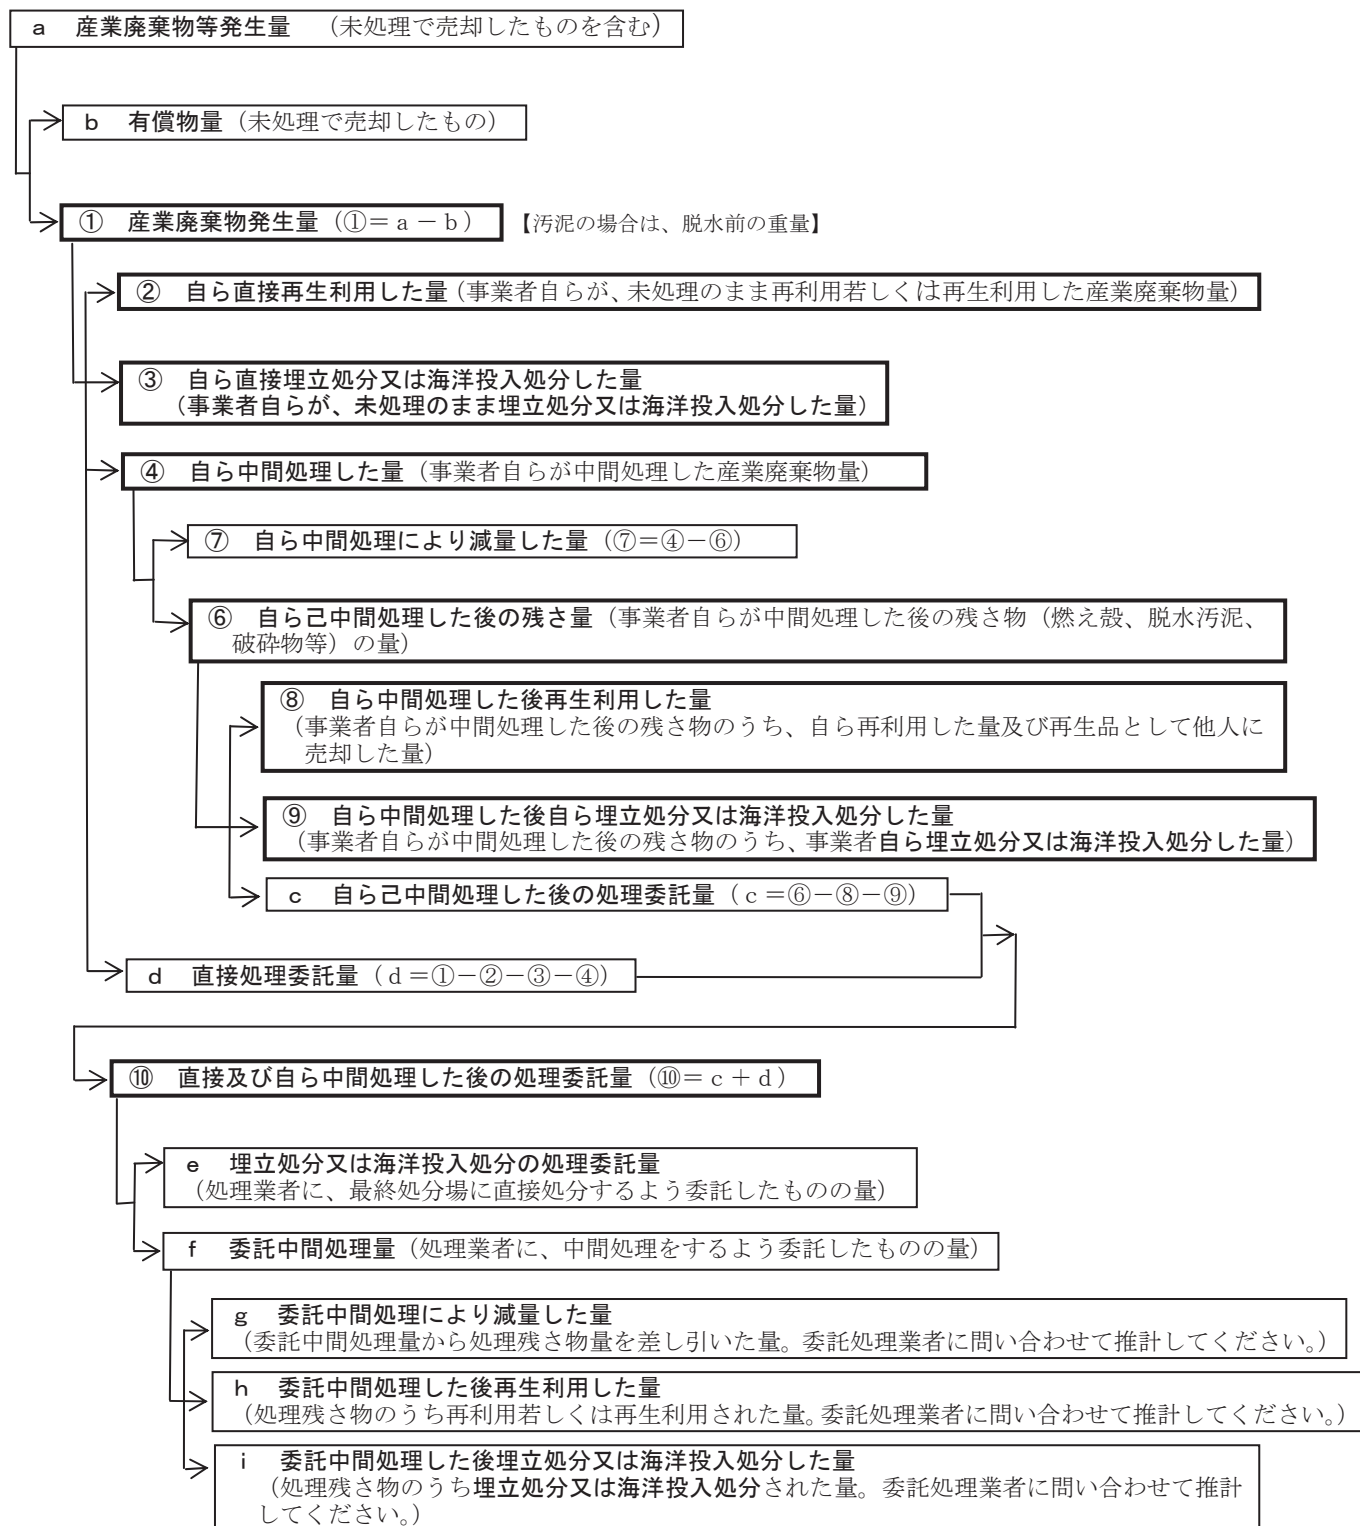 a 産業廃棄物等発生量 （未処理で売却したものを含む）
b 有償物量（未処理で売却したもの）
① 産業廃棄物発生量（①＝a－b） 【汚泥の場合は、脱水前の重量】
② 自ら直接再生利用した量（事業者自らが、未処理のまま再利用若しくは再生利用した産業廃棄物量）
③ 自ら直接埋立処分又は海洋投入処分した量
（事業者自らが、未処理のまま埋立処分又は海洋投入処分した量）
④ 自ら中間処理した量（事業者自らが中間処理した産業廃棄物量）
⑦ 自ら中間処理により減量した量（⑦＝④－⑥）
⑥ 自ら己中間処理した後の残さ量（事業者自らが中間処理した後の残さ物（燃え殻、脱水汚泥、
破砕物等）の量）
⑧ 自ら中間処理した後再生利用した量
（事業者自らが中間処理した後の残さ物のうち、自ら再利用した量及び再生品として他人に
売却した量）
⑨ 自ら中間処理した後自ら埋立処分又は海洋投入処分した量
（事業者自らが中間処理した後の残さ物のうち、事業者自ら埋立処分又は海洋投入処分した量）
c 自ら己中間処理した後の処理委託量（c＝⑥－⑧－⑨）
d 直接処理委託量（d＝①－②－③－④）
⑩ 直接及び自ら中間処理した後の処理委託量（⑩＝c＋d）
e 埋立処分又は海洋投入処分の処理委託量
（処理業者に、最終処分場に直接処分するよう委託したものの量）
f 委託中間処理量（処理業者に、中間処理をするよう委託したものの量）
g 委託中間処理により減量した量
（委託中間処理量から処理残さ物量を差し引いた量。委託処理業者に問い合わせて推計してください。）
h 委託中間処理した後再生利用した量
（処理残さ物のうち再利用若しくは再生利用された量。委託処理業者に問い合わせて推計してください。）
i 委託中間処理した後埋立処分又は海洋投入処分した量
（処理残さ物のうち埋立処分又は海洋投入処分された量。委託処理業者に問い合わせて推計
してください。）